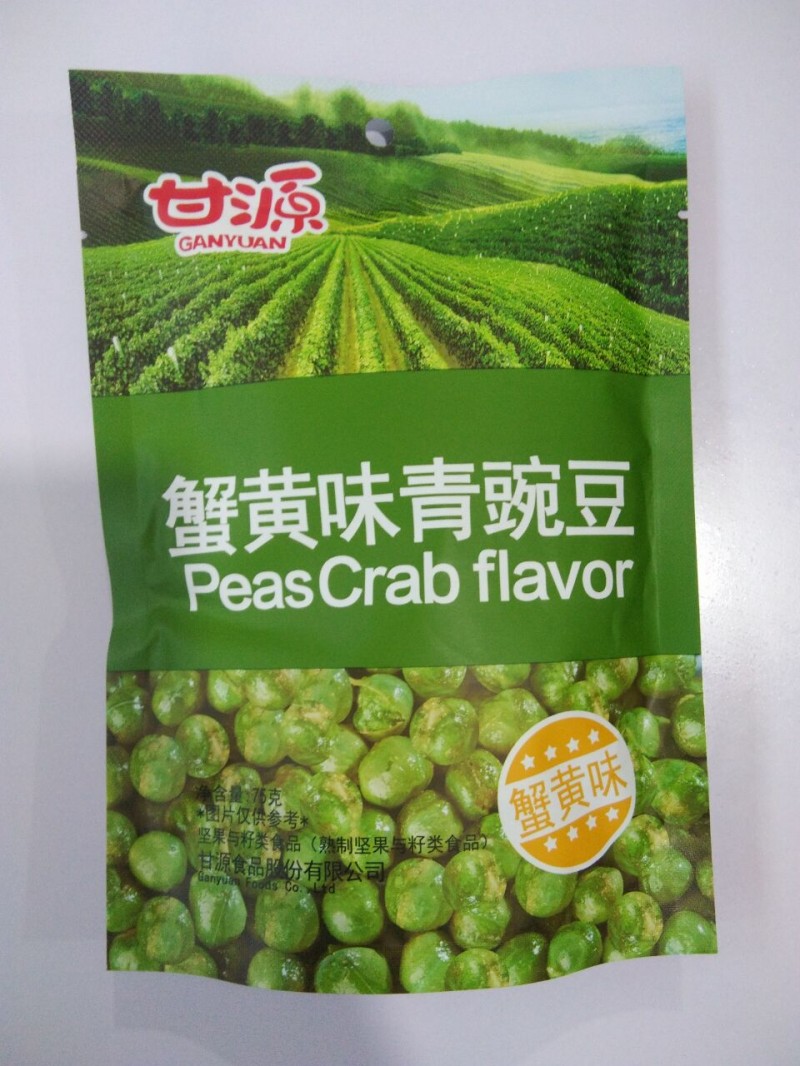 甘源
GANYUAN
蟹黄味青豌豆
Peas Crab flavor
蟹黄味
净含量:75克
*图片仅供参考*
坚果与籽类食品（熟制坚果与籽类食品）
甘源食品股份有限公司
Ganyuan Foods Co.,Ltd